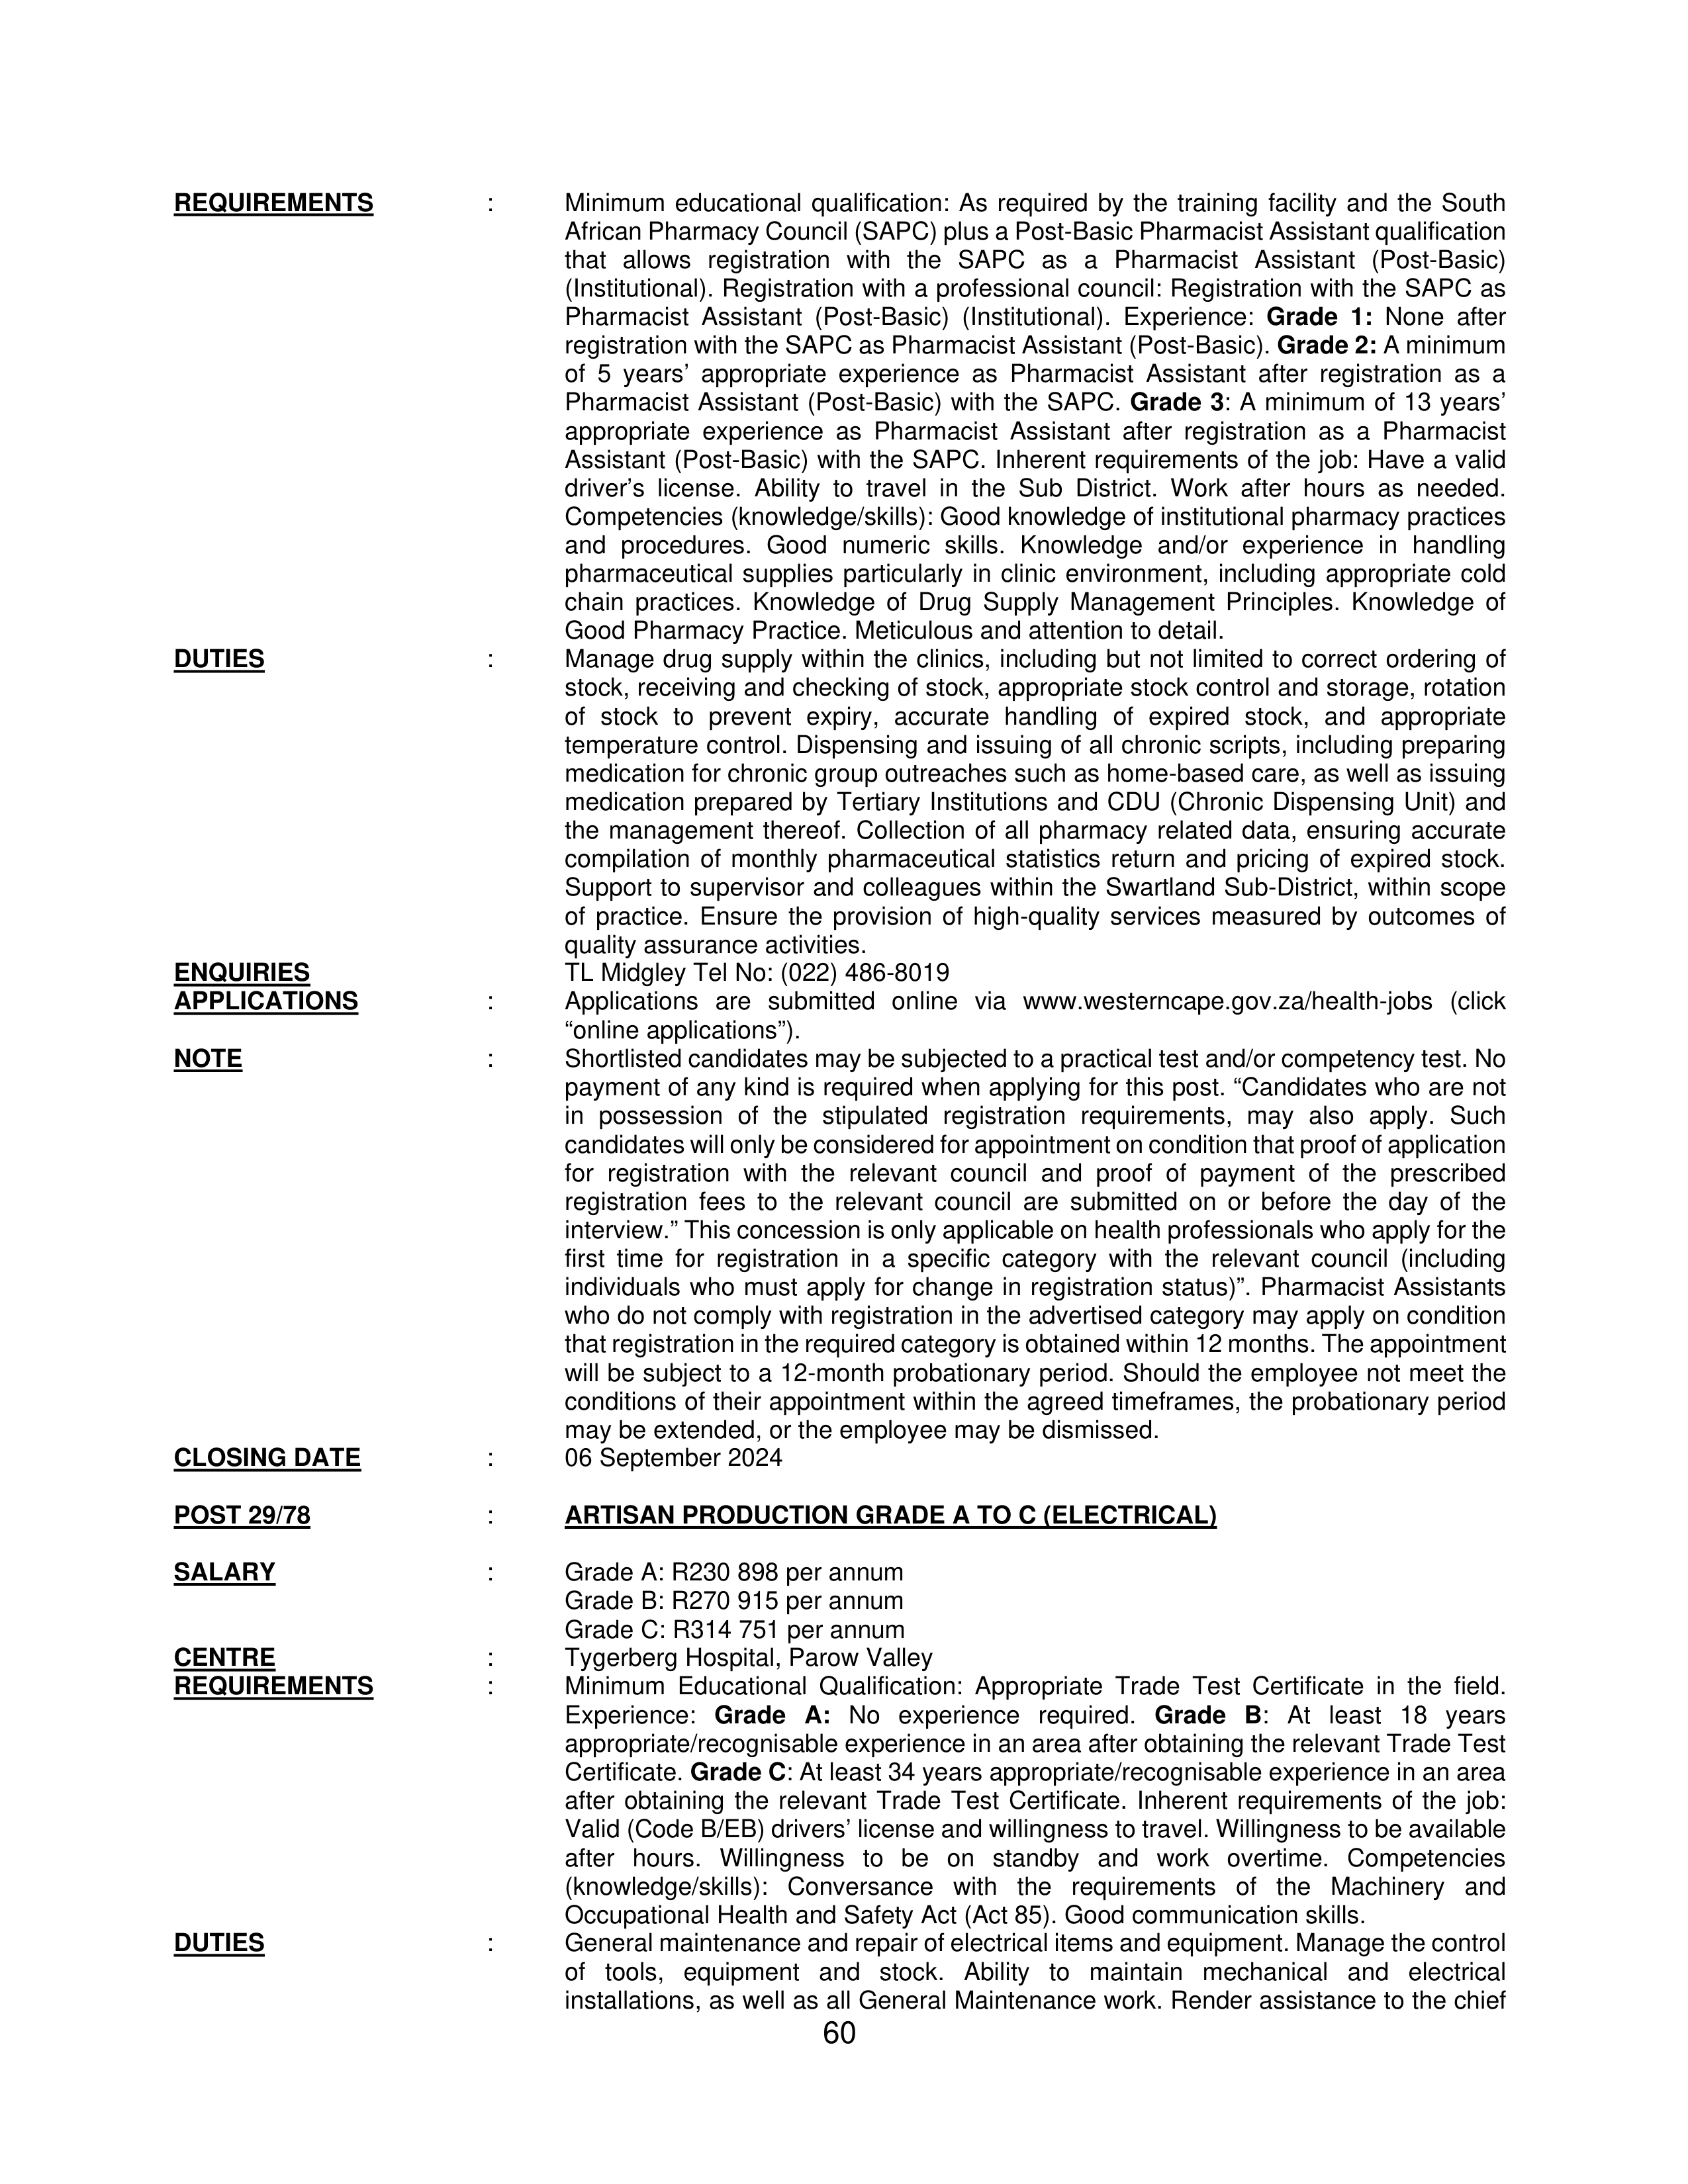 REQUIREMENTS : Minimum educational qualification: As required by the training facility and the South
African Pharmacy Council (SAPC) plus a Post-Basic Pharmacist Assistant qualification
that allows registration with the SAPC as a Pharmacist Assistant (Post-Basic)
(Institutional). Registration with a professional council: Registration with the SAPC as
Pharmacist Assistant (Post-Basic) (Institutional). Experience: Grade 1: None after
registration with the SAPC as Pharmacist Assistant (Post-Basic). Grade 2: A minimum
of 5 years’ appropriate experience as Pharmacist Assistant after registration as a
Pharmacist Assistant (Post-Basic) with the SAPC. Grade 3: A minimum of 13 years’
appropriate experience as Pharmacist Assistant after registration as a Pharmacist
Assistant (Post-Basic) with the SAPC. Inherent requirements of the job: Have a valid
driver’s license. Ability to travel in the Sub District. Work after hours as needed.
Competencies (knowledge/skills): Good knowledge of institutional pharmacy practices
and procedures. Good numeric skills. Knowledge and/or experience in handling
pharmaceutical supplies particularly in clinic environment, including appropriate cold
chain practices. Knowledge of Drug Supply Management Principles. Knowledge of
Good Pharmacy Practice. Meticulous and attention to detail.
DUTIES : Manage drug supply within the clinics, including but not limited to correct ordering of
stock, receiving and checking of stock, appropriate stock control and storage, rotation
of stock to prevent expiry, accurate handling of expired stock, and appropriate
temperature control. Dispensing and issuing of all chronic scripts, including preparing
medication for chronic group outreaches such as home-based care, as well as issuing
medication prepared by Tertiary Institutions and CDU (Chronic Dispensing Unit) and
the management thereof. Collection of all pharmacy related data, ensuring accurate
compilation of monthly pharmaceutical statistics return and pricing of expired stock.
Support to supervisor and colleagues within the Swartland Sub-District, within scope
of practice. Ensure the provision of high-quality services measured by outcomes of
quality assurance activities.
ENQUIRIES TL Midgley Tel No: (022) 486-8019
APPLICATIONS : Applications are submitted online via www.westerncape.gov.za/health-jobs (click
“online applications”).
NOTE : Shortlisted candidates may be subjected to a practical test and/or competency test. No
payment of any kind is required when applying for this post. “Candidates who are not
in possession of the stipulated registration requirements, may also apply. Such
candidates will only be considered for appointment on condition that proof of application
for registration with the relevant council and proof of payment of the prescribed
registration fees to the relevant council are submitted on or before the day of the
interview.” This concession is only applicable on health professionals who apply for the
first time for registration in a specific category with the relevant council (including
individuals who must apply for change in registration status)”. Pharmacist Assistants
who do not comply with registration in the advertised category may apply on condition
that registration in the required category is obtained within 12 months. The appointment
will be subject to a 12-month probationary period. Should the employee not meet the
conditions of their appointment within the agreed timeframes, the probationary period
may be extended, or the employee may be dismissed.
CLOSING DATE : 06 September 2024
POST 29/78 : ARTISAN PRODUCTION GRADE A TO C (ELECTRICAL)
SALARY : Grade A: R230 898 per annum
Grade B: R270 915 per annum
Grade C: R314 751 per annum
CENTRE : Tygerberg Hospital, Parow Valley
REQUIREMENTS : Minimum Educational Qualification: Appropriate Trade Test Certificate in the field.
Experience: Grade A: No experience required. Grade B: At least 18 years
appropriate/recognisable experience in an area after obtaining the relevant Trade Test
Certificate. Grade C: At least 34 years appropriate/recognisable experience in an area
after obtaining the relevant Trade Test Certificate. Inherent requirements of the job:
Valid (Code B/EB) drivers’ license and willingness to travel. Willingness to be available
after hours. Willingness to be on standby and work overtime. Competencies
(knowledge/skills): Conversance with the requirements of the Machinery and
Occupational Health and Safety Act (Act 85). Good communication skills.
DUTIES : General maintenance and repair of electrical items and equipment. Manage the control
of tools, equipment and stock. Ability to maintain mechanical and electrical
installations, as well as all General Maintenance work. Render assistance to the chief
60